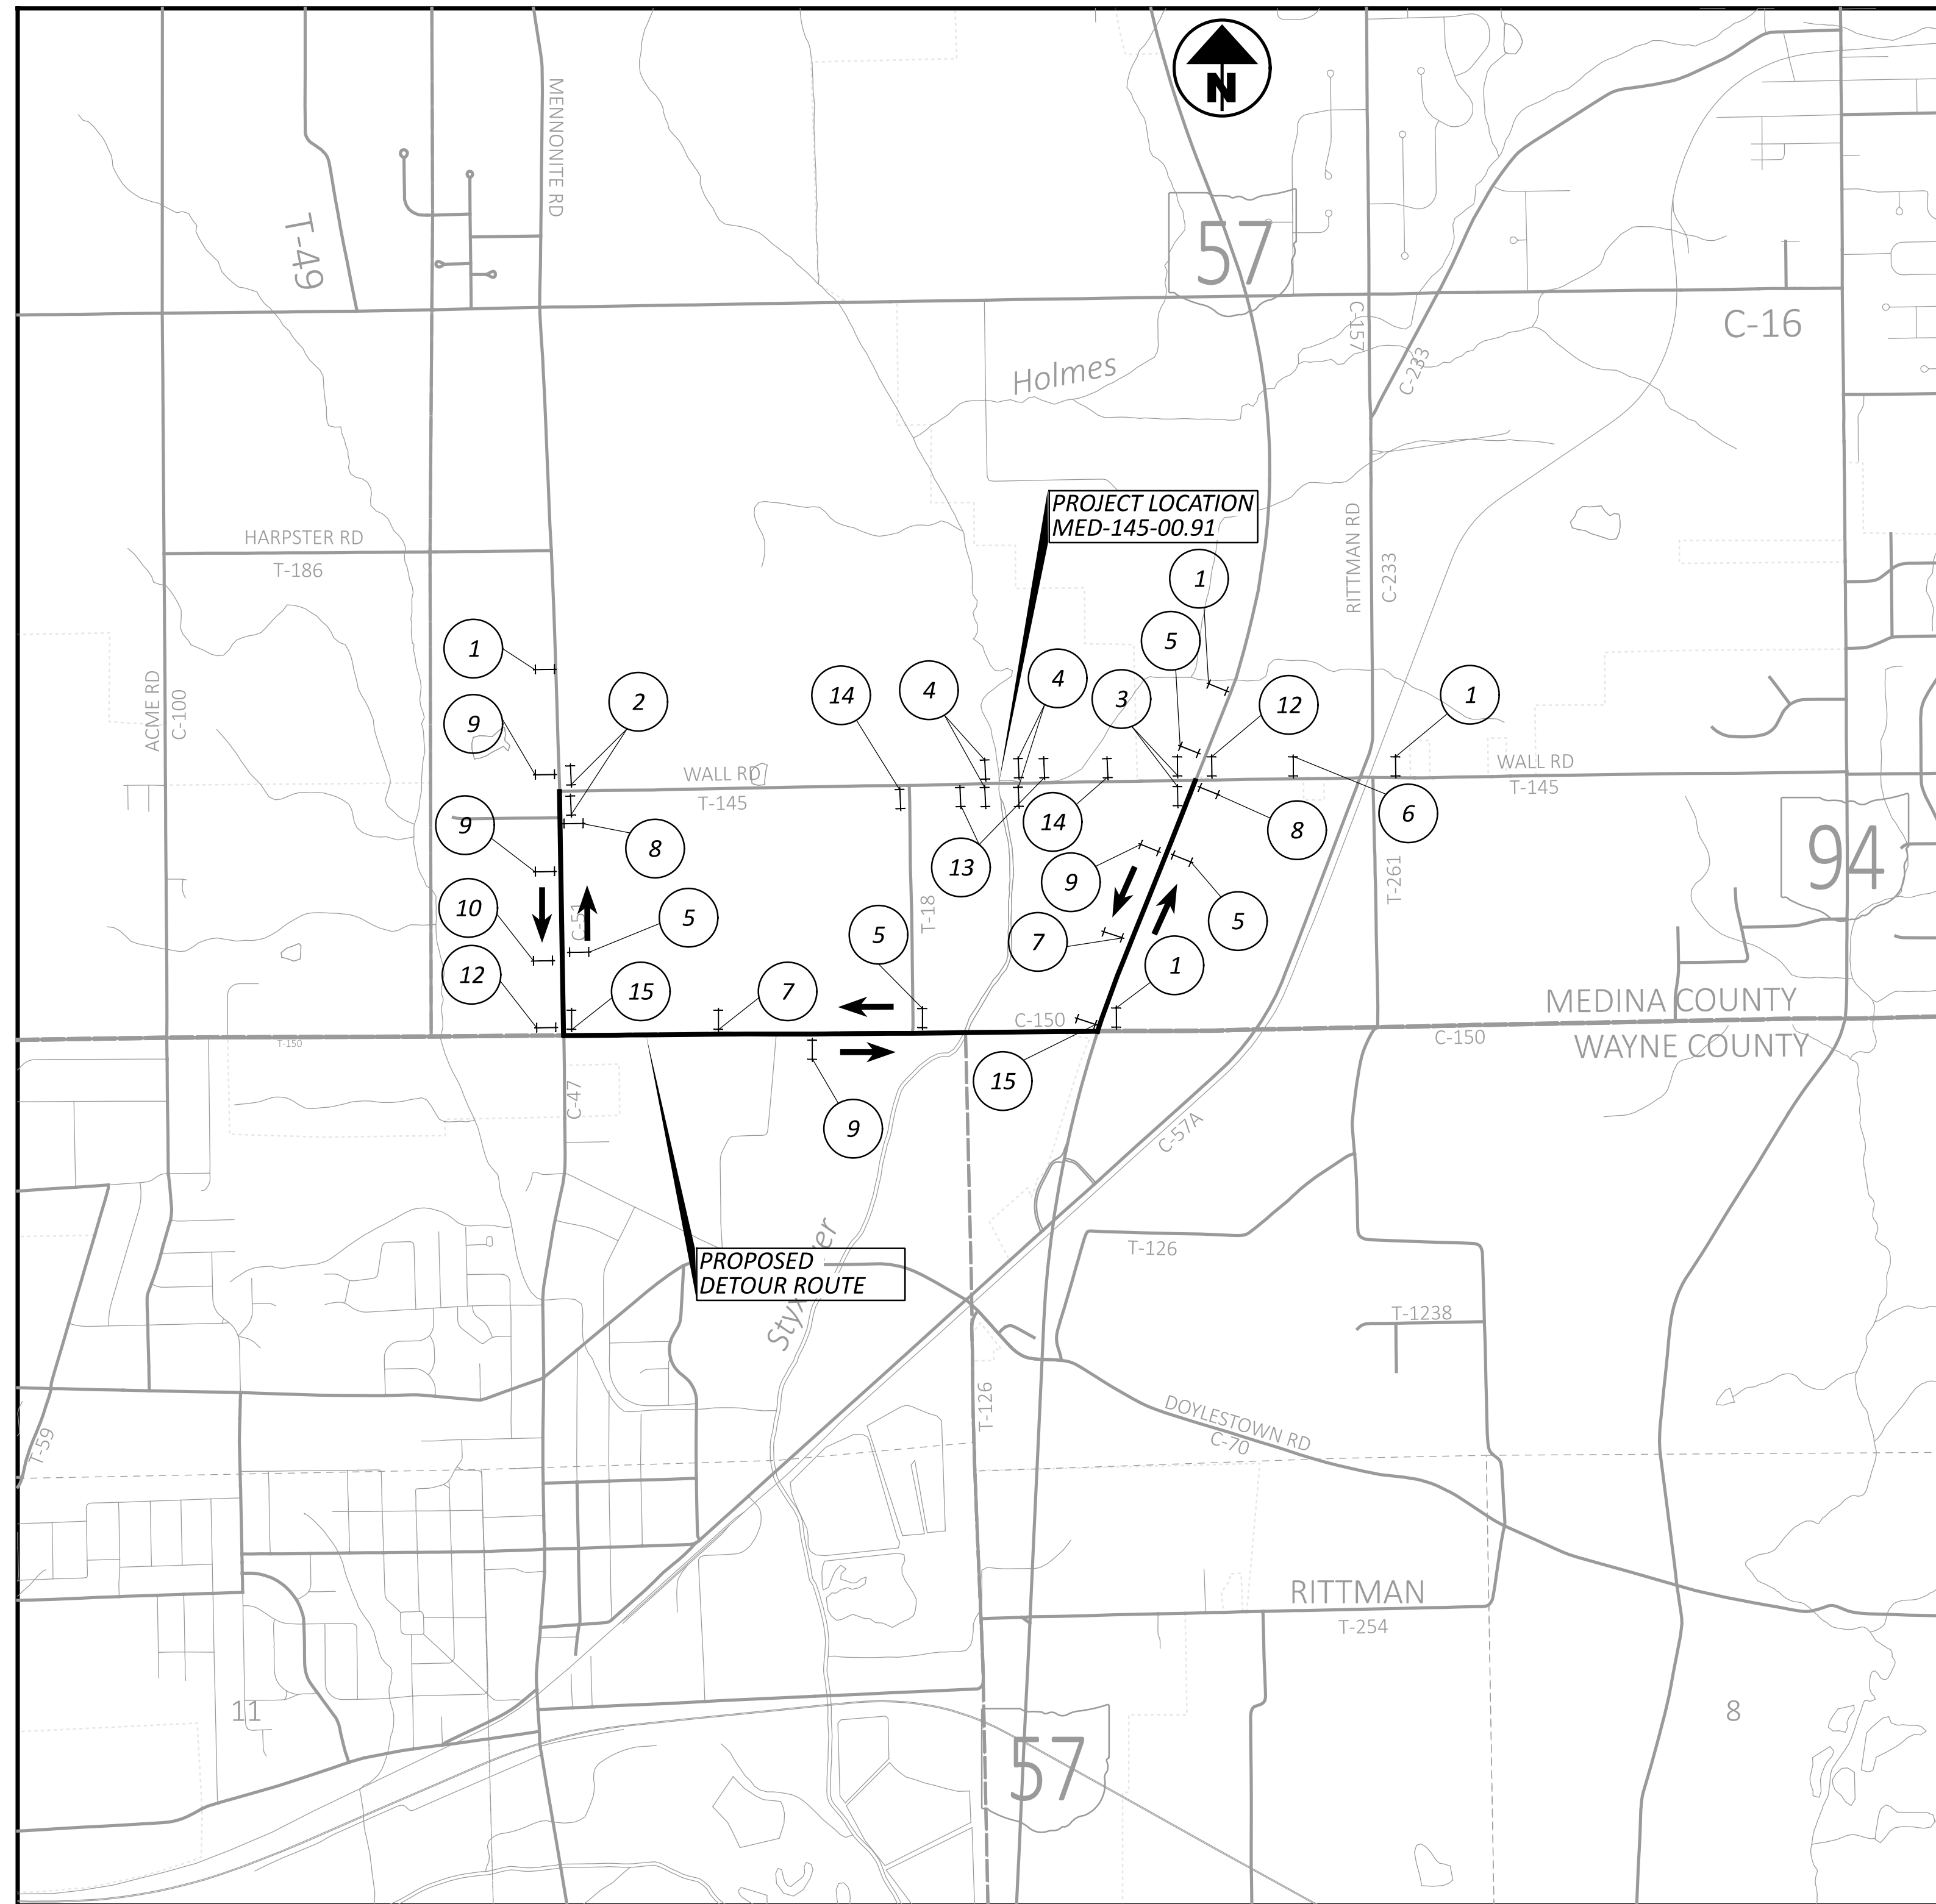 MENNONITE RD
N
T-49
57
C-157
C-16
C-233
Holmes
PROJECT LOCATION
MED-145-00.91
HARPSTER RD
T-186
RITTMAN RD
C-233
1
5
1
ACME RD
C-100
9
2
14
4
4
3
12
1
WALL RD
T-145
WALL RD
T-145
9
8
13
14
8
6
94
9
5
T-261
10
C-51
5
T-18
5
7
12
15
7
1
C-150
MEDINA COUNTY
T-150
C-150
WAYNE COUNTY
C-47
9
15
C-57A
PROPOSED
DETOUR ROUTE
T-126
T-1238
T-126
DOYLESTOWN RD
C-70
T-59
RITTMAN
T-254
11
57
8